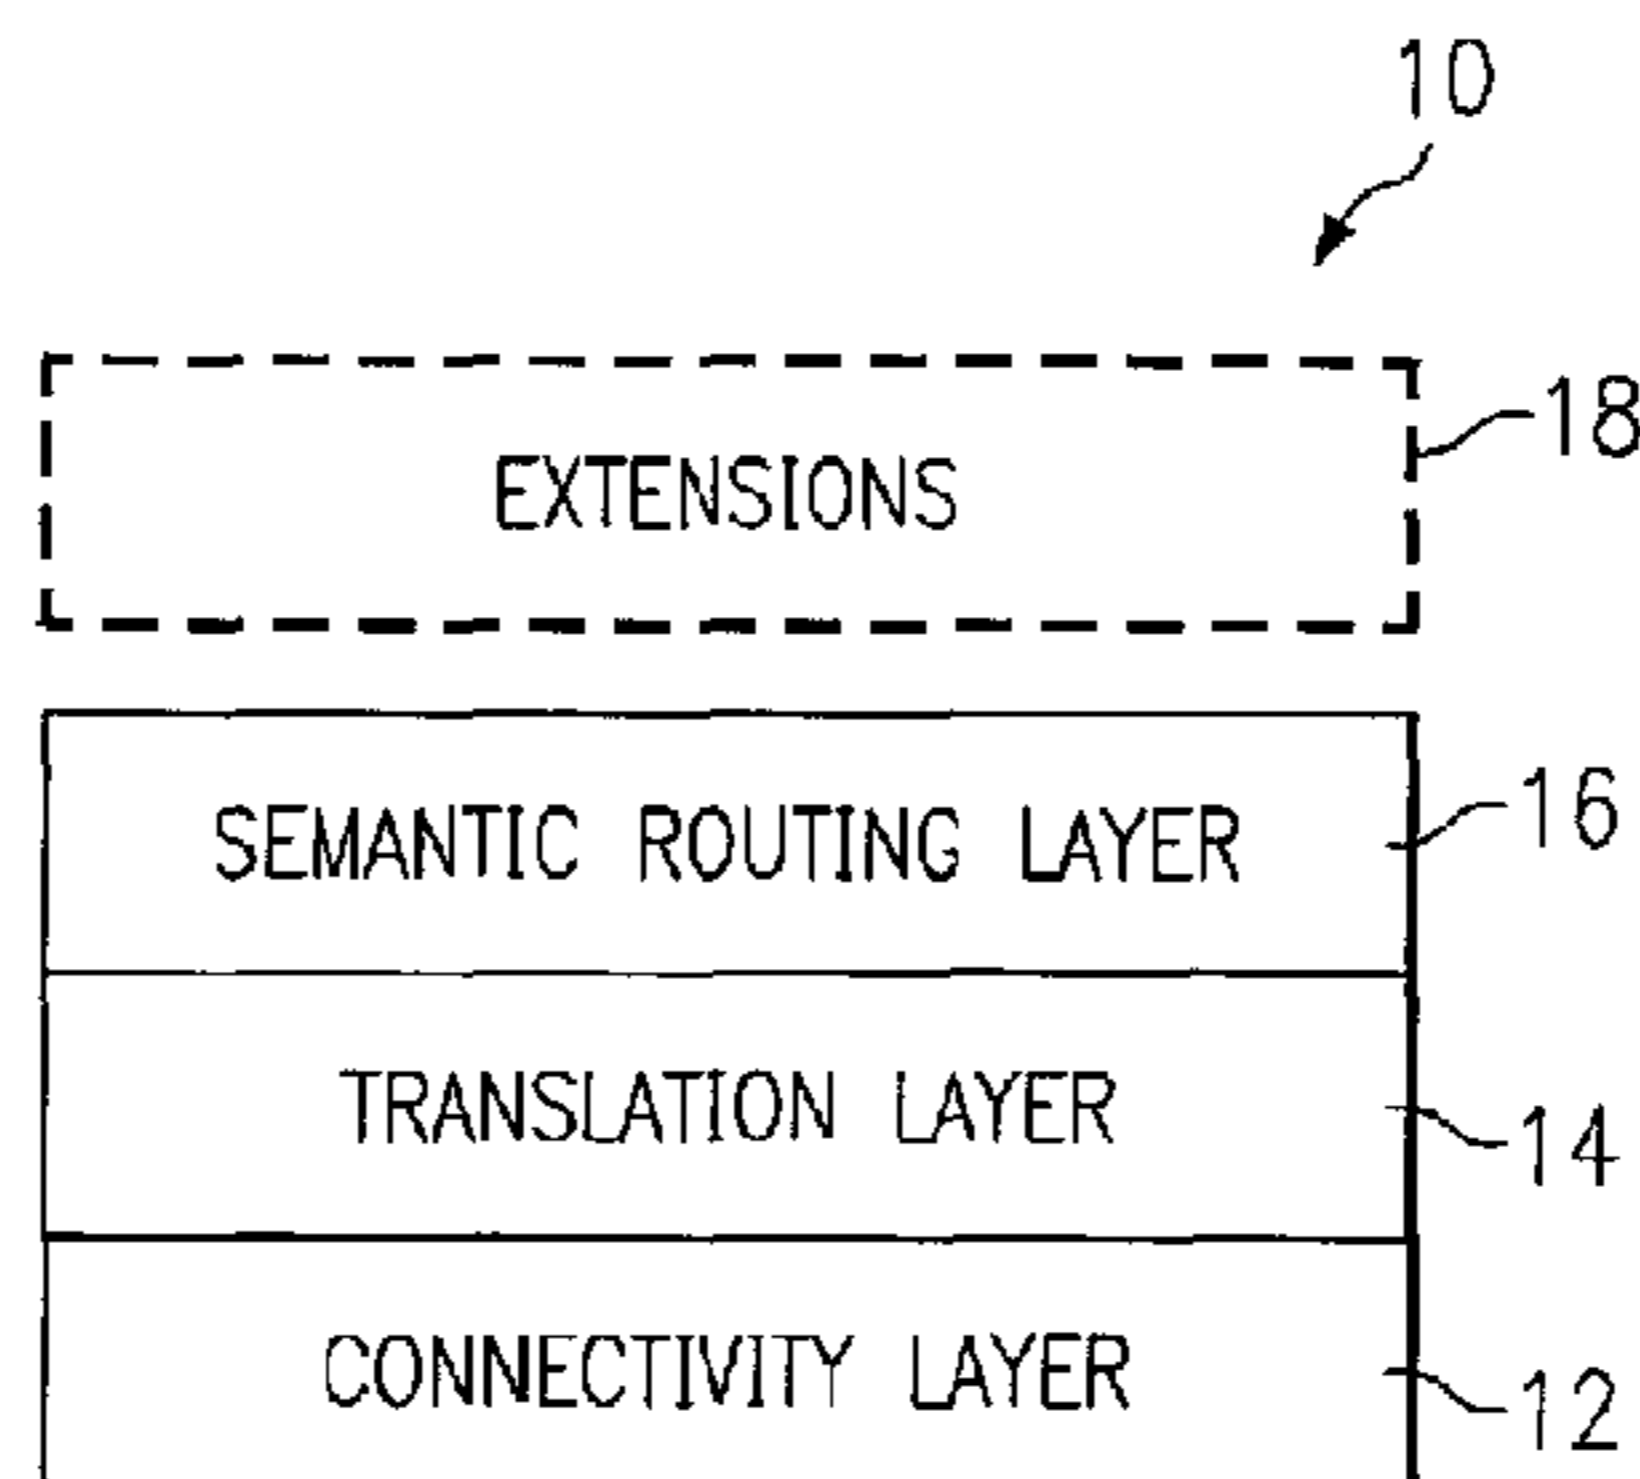 10
EXTENSIONS 18
SEMANTIC ROUTING LAYER 16
TRANSLATION LAYER 14
CONNECTIVITY LAYER 12